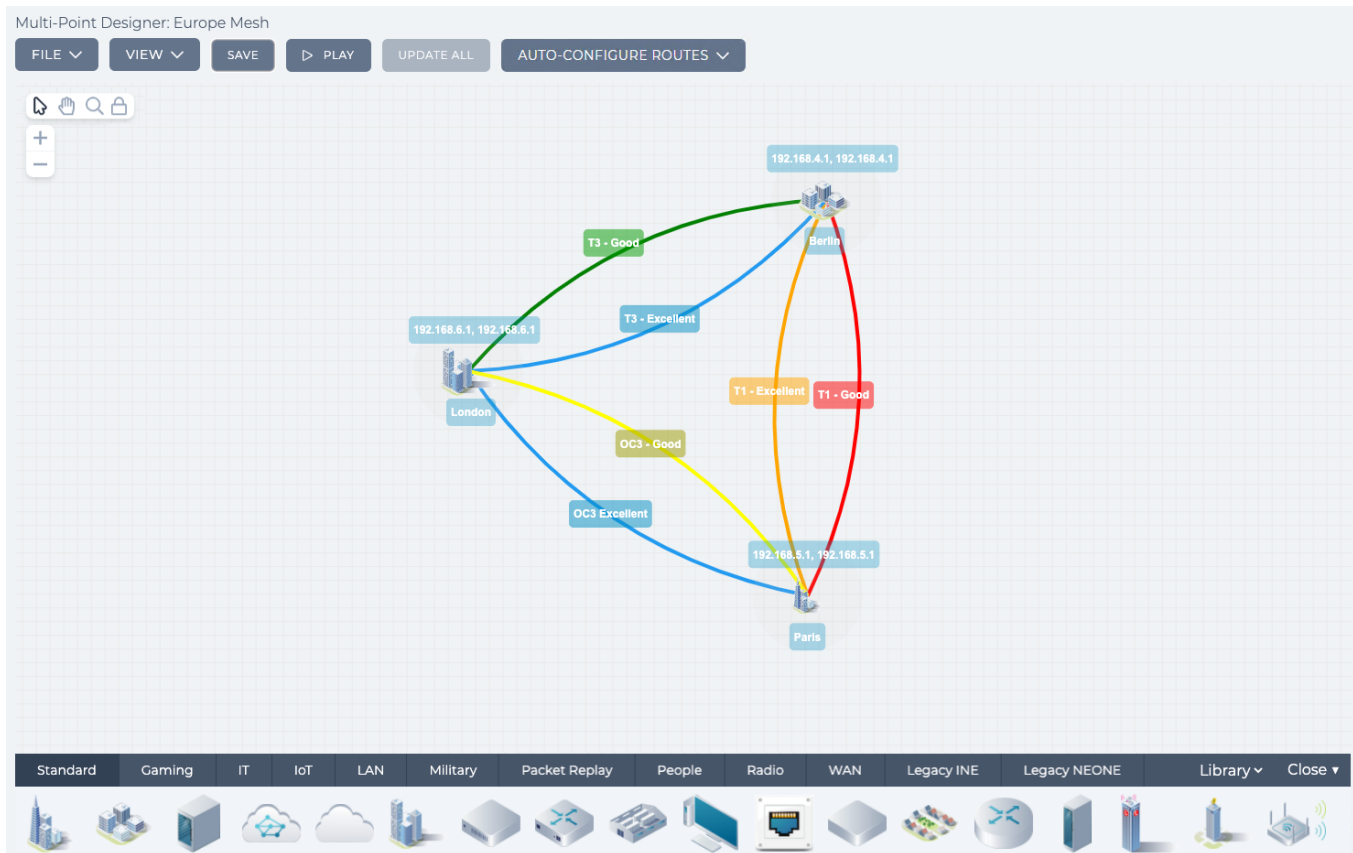 Multi-Point Designer: Europe Mesh
FILE VIEW SAVE PLAY UPDATE ALL AUTO-CONFIGURE ROUTES
192.168.4.1, 192.168.4.1
Berlin
T3 - Good
T3 - Excellent
192.168.6.1, 192.168.6.1
London
T1 - Excellent
T1 - Good
OC3 - Good
OC3 Excellent
192.168.5.1, 192.168.5.1
Paris
Standard Gaming IT IoT LAN Military Packet Replay People Radio WAN Legacy INE Legacy NEONE Library Close